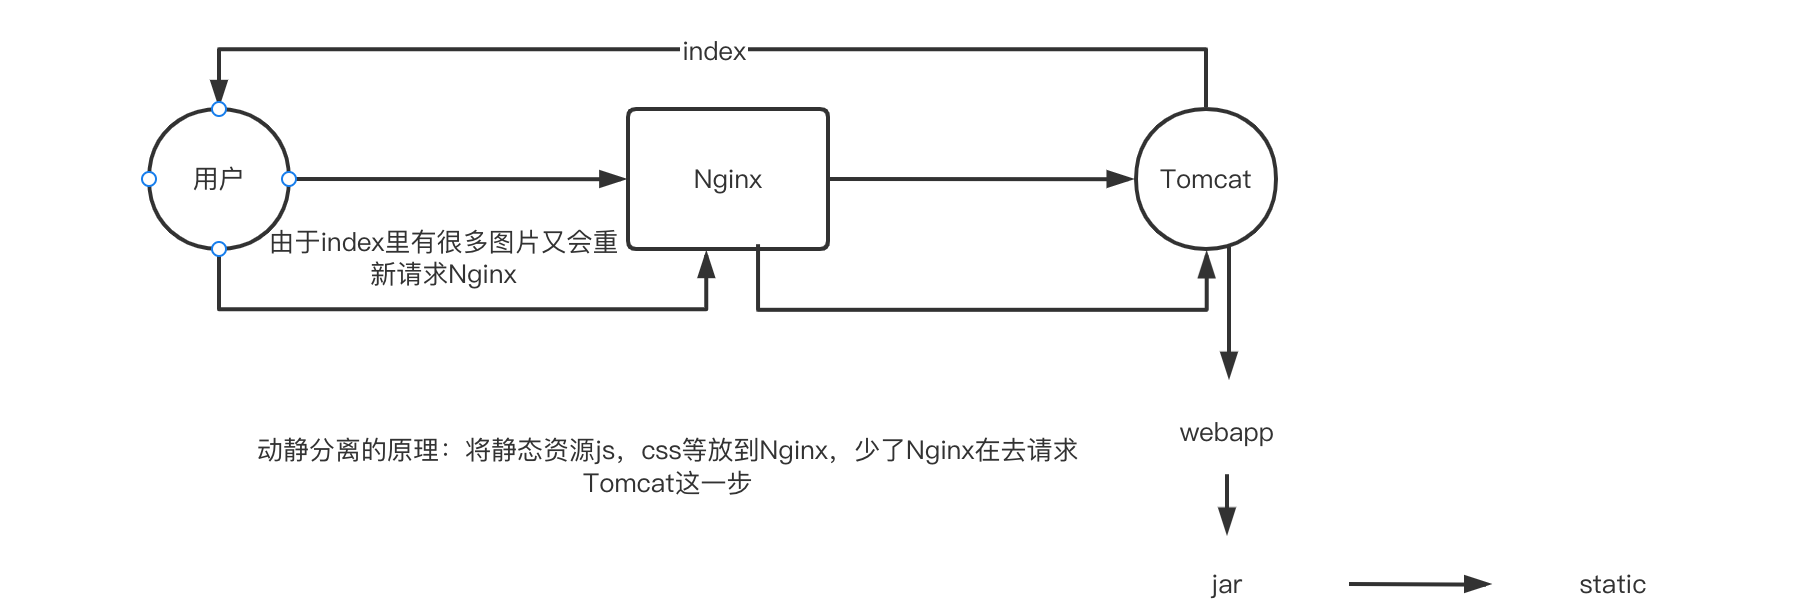 index
用户
Nginx
Tomcat
由于index里有很多图片又会重
新请求Nginx
动静分离的原理：将静态资源js，css等放到Nginx，少了Nginx在去请求
Tomcat这一步
webapp
jar
static